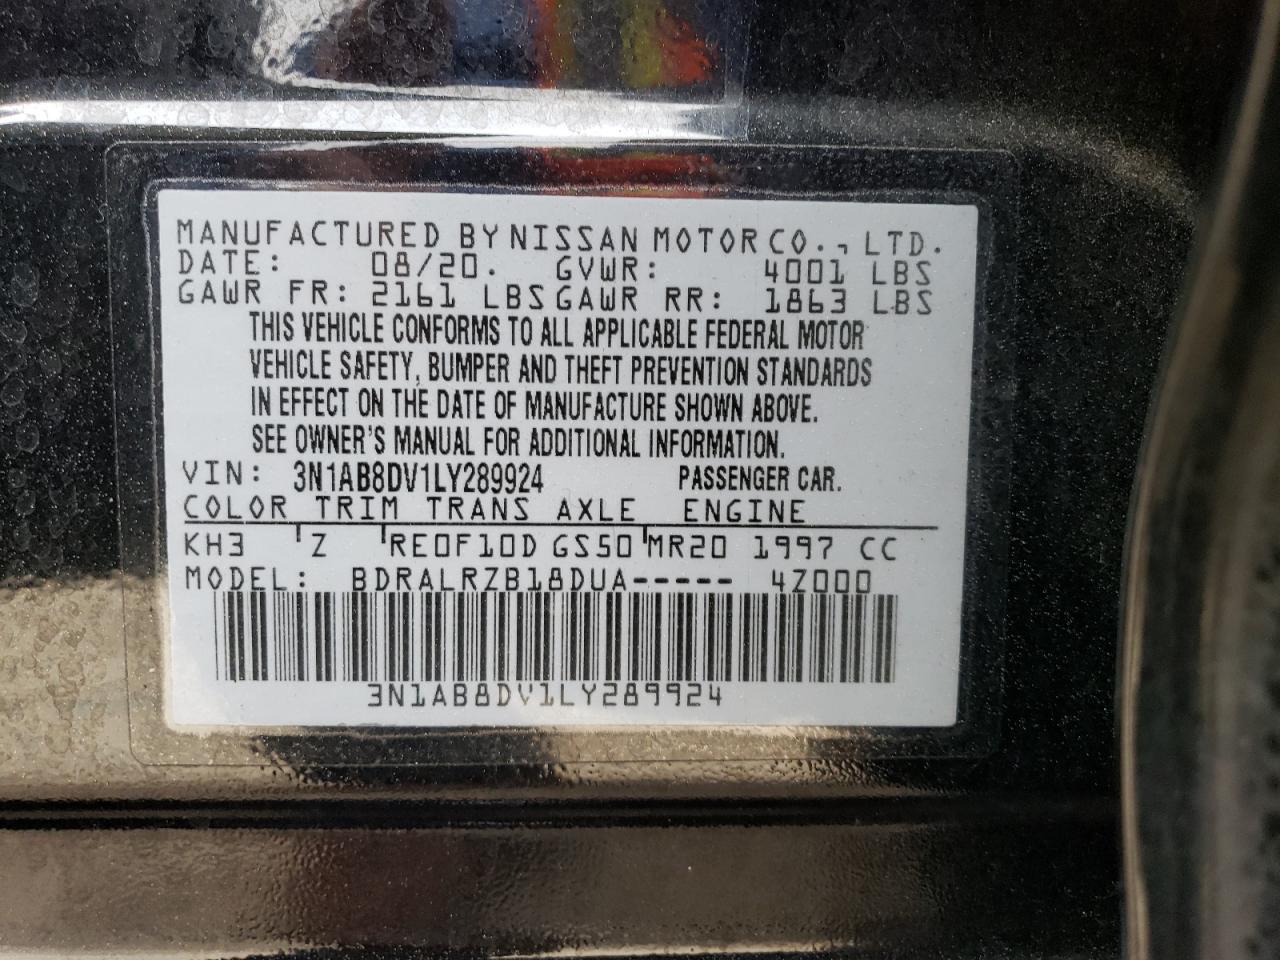 MANUFACTURED BY NISSAN MOTOR CO., LTD.
DATE: 08/20. GVWR: 4001 LBS
GAWR FR: 2161 LBS GAWR RR: 1863 LBS
THIS VEHICLE CONFORMS TO ALL APPLICABLE FEDERAL MOTOR
VEHICLE SAFETY, BUMPER AND THEFT PREVENTION STANDARDS
IN EFFECT ON THE DATE OF MANUFACTURE SHOWN ABOVE.
SEE OWNER'S MANUAL FOR ADDITIONAL INFORMATION.
VIN: 3N1AB8DV1LY289924 PASSENGER CAR.
COLOR TRIM TRANS AXLE ENGINE
KH3 Z RE0F10D GS50 MR20 1997 CC
MODEL: BDRALRZB18DUA----- 4Z000
3N1AB8DV1LY289924